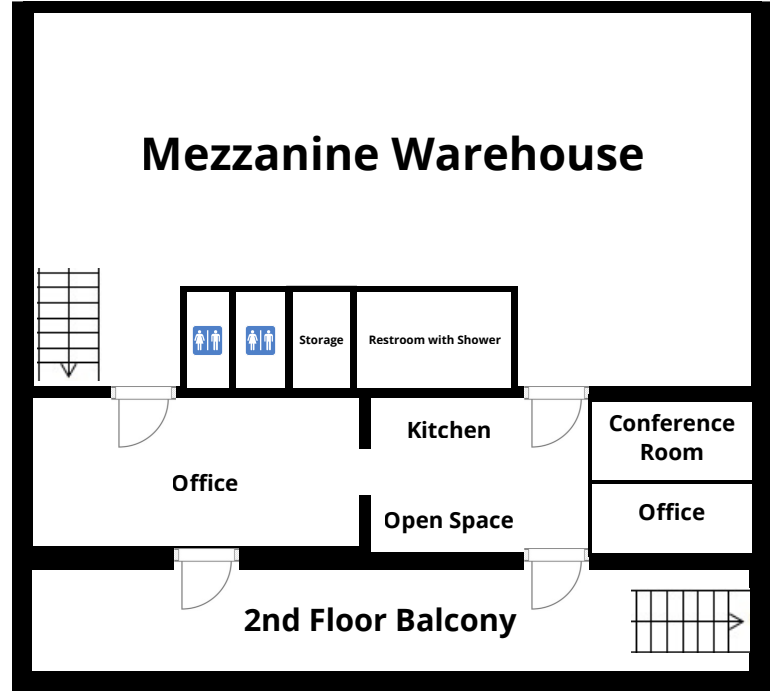 Mezzanine Warehouse
Storage
Restroom with Shower
Kitchen
Conference
Room
Office
Office
Open Space
2nd Floor Balcony